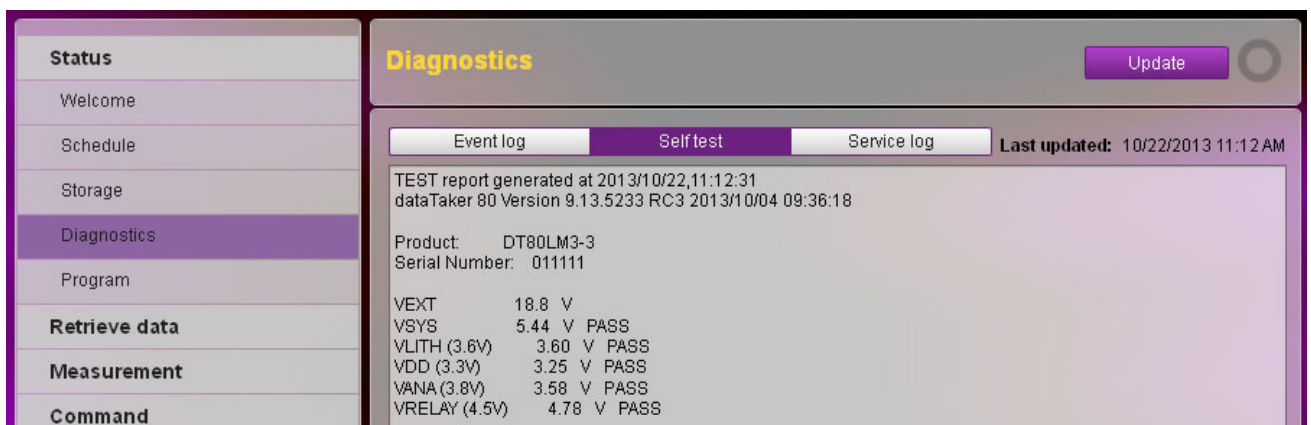 Status
Welcome
Schedule
Storage
Diagnostics
Program
Retrieve data
Measurement
Command
Diagnostics
Update
Event log
Self test
Service log
Last updated: 10/22/2013 11:12 AM
TEST report generated at 2013/10/22,11:12:31
dataTaker 80 Version 9.13.5233 RC3 2013/10/04 09:36:18
Product: DT80LM3-3
Serial Number: 011111
VEXT 18.8 V
VSYS 5.44 V PASS
VLITH (3.6V) 3.60 V PASS
VDD (3.3V) 3.25 V PASS
VANA (3.8V) 3.58 V PASS
VRELAY (4.5V) 4.78 V PASS